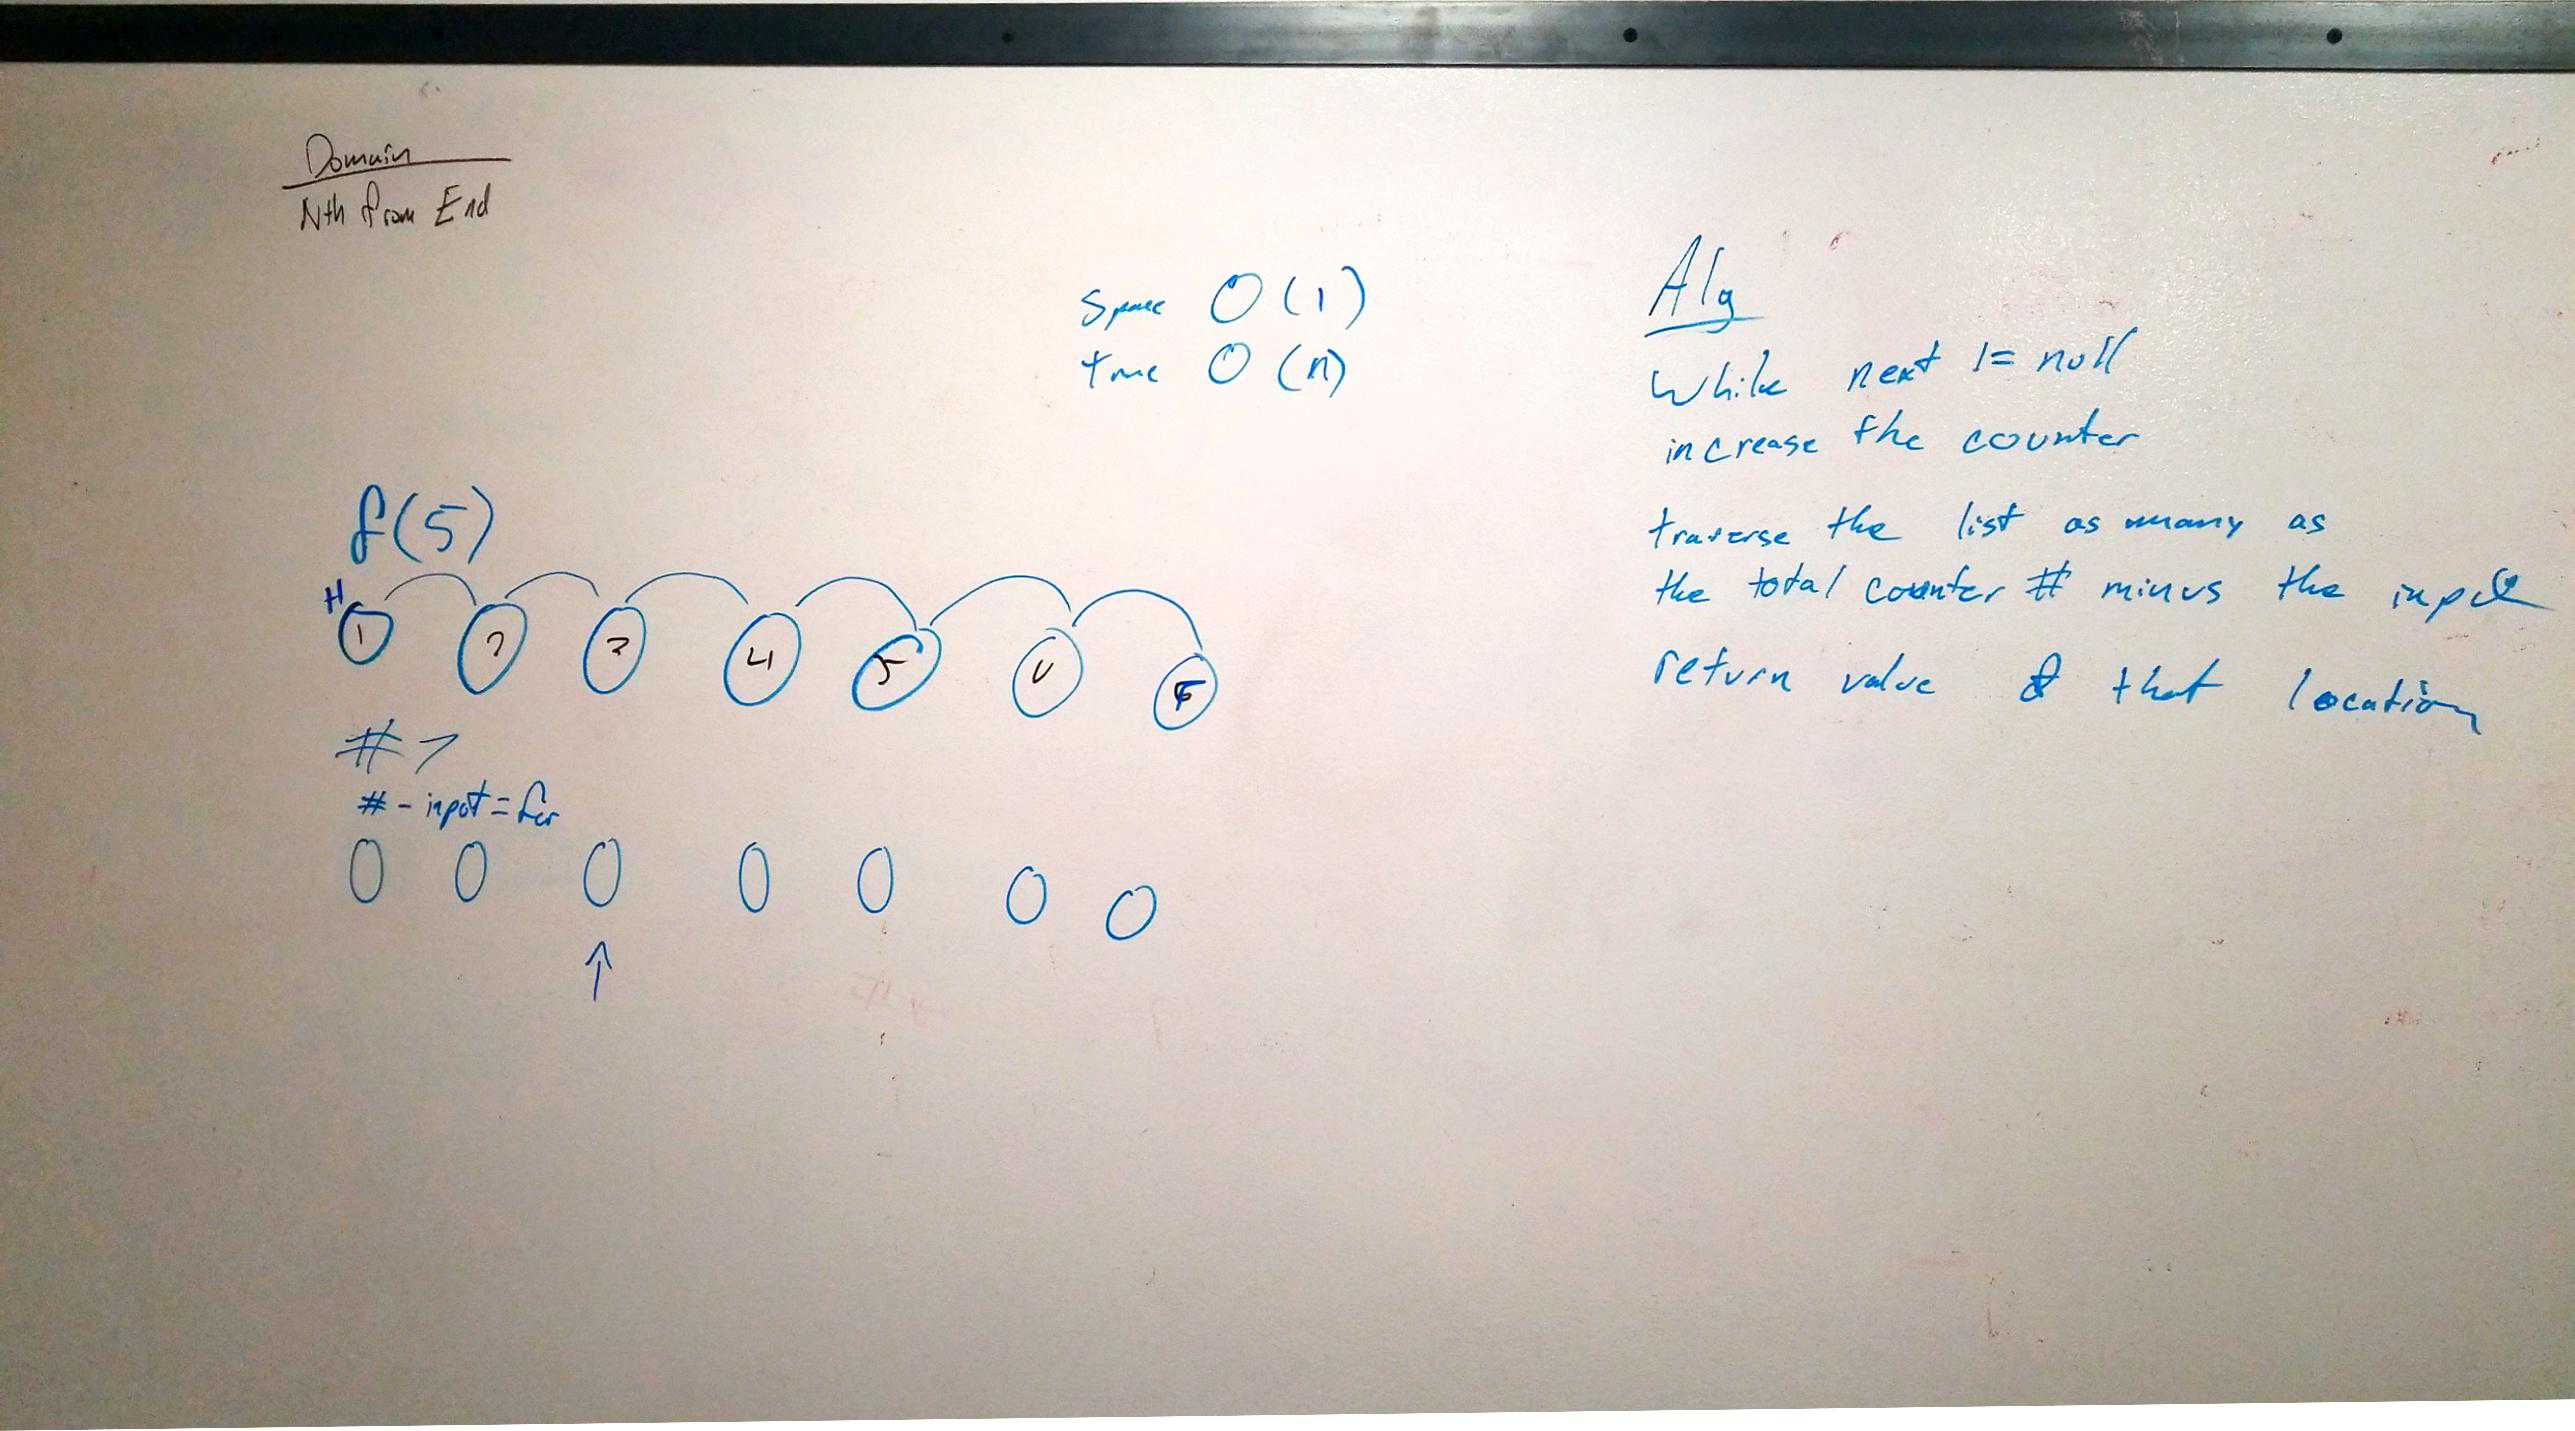 Domain
Nth from End
Space O(1)
time O(n)
f(5)
H
1 2 3 4 5
# 7
# - input = for
O O O O O O O
Alg
While next != null
increase the counter
traverse the list as many as
the total counter # minus the input
return value @ that location